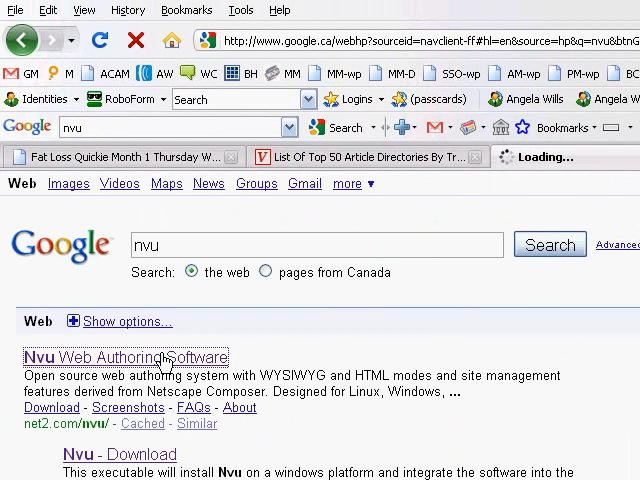 File Edit View History Bookmarks Tools Help
http://www.google.ca/webhp?sourceid=navclient-ff#hl=en&source=hp&q=nvu&btnG
GM P M ACAM AW WC BH MM MM-wp MM-D SSO-wp AM-wp PM-wp BC
Identities RoboForm Search Logins (passcards) Angela Wills Angela W
Google nvu Search Bookmarks
Fat Loss Quickie Month 1 Thursday W... List Of Top 50 Article Directories By Tr... Loading...
Web Images Videos Maps News Groups Gmail more ▼
Google nvu Search Advanced
Search: the web pages from Canada
Web Show options...
Nvu Web Authoring Software
Open source web authoring system with WYSIWYG and HTML modes and site management
features derived from Netscape Composer. Designed for Linux, Windows, ...
Download - Screenshots - FAQs - About
net2.com/nvu/ - Cached - Similar
Nvu - Download
This executable will install Nvu on a windows platform and integrate the software into the